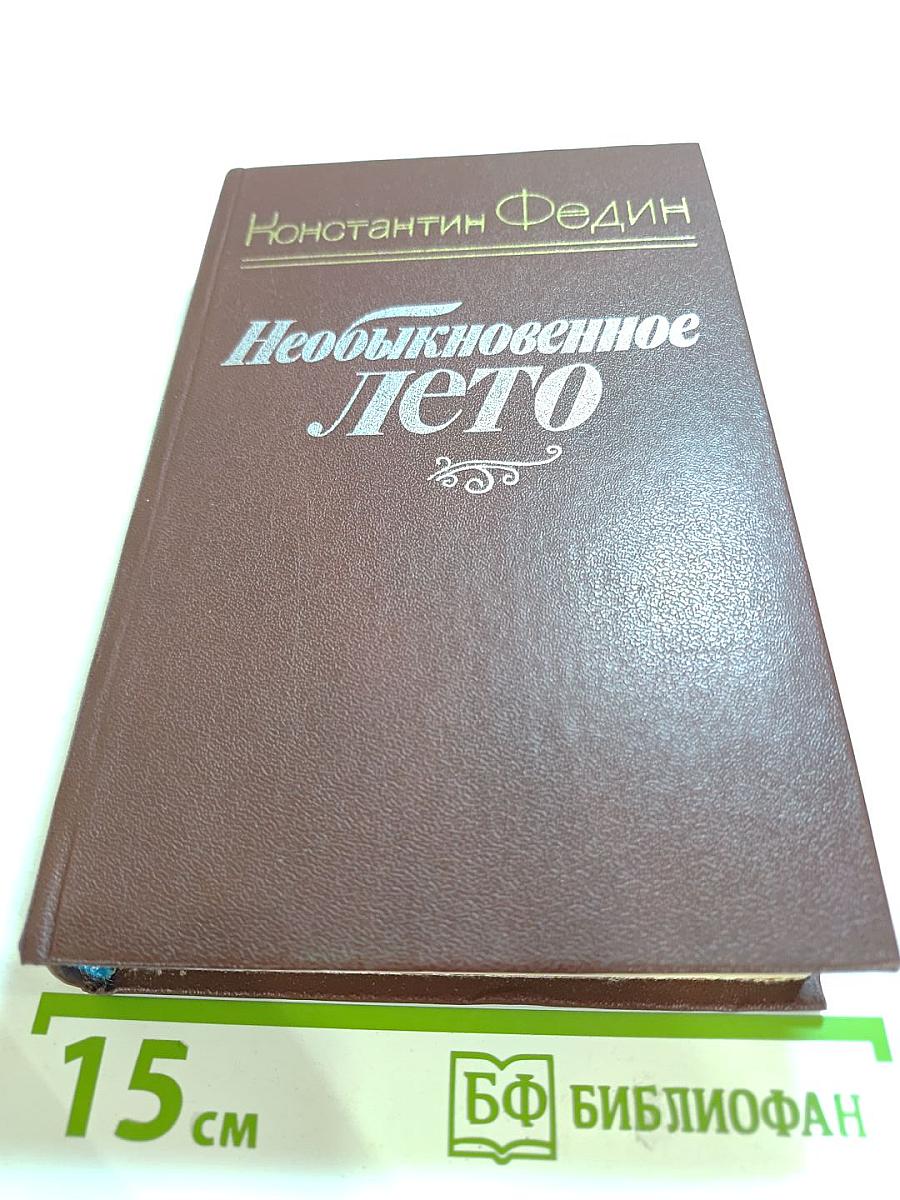 Константин Федин
Необыкновенное
лето
15 см
БФ БИБЛИОФАН